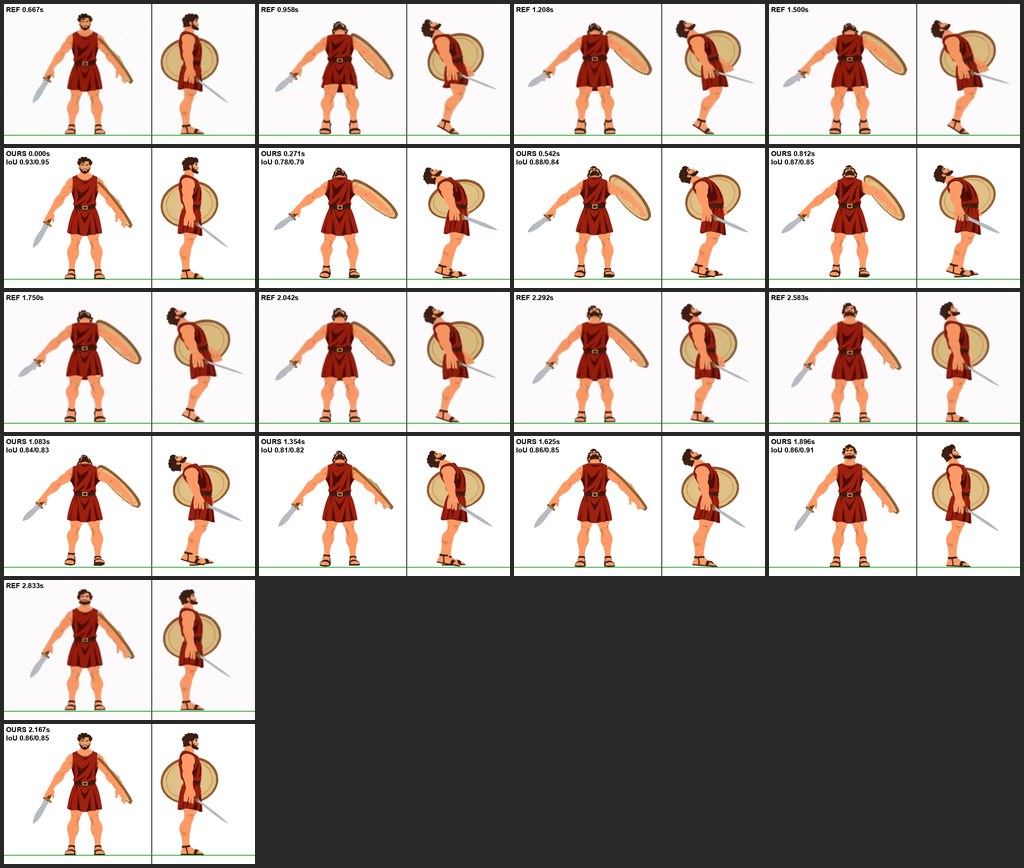 REF 0.667s
REF 0.958s
REF 1.208s
REF 1.500s
OURS 0.000s
IoU 0.93/0.95
OURS 0.271s
IoU 0.78/0.79
OURS 0.542s
IoU 0.88/0.84
OURS 0.812s
IoU 0.87/0.85
REF 1.750s
REF 2.042s
REF 2.292s
REF 2.583s
OURS 1.083s
IoU 0.84/0.83
OURS 1.354s
IoU 0.81/0.82
OURS 1.625s
IoU 0.86/0.85
OURS 1.896s
IoU 0.86/0.91
REF 2.833s
OURS 2.167s
IoU 0.86/0.85